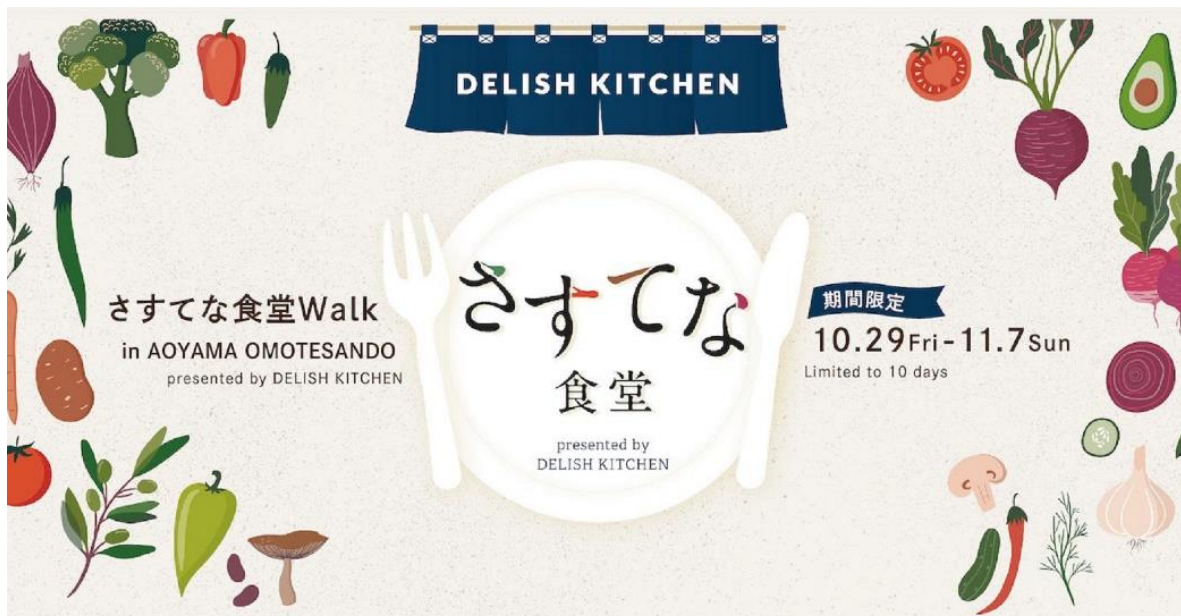 DELISH KITCHEN
さすてな食堂Walk
in AOYAMA OMOTESANDO
presented by DELISH KITCHEN
さすてな
食堂
presented by
DELISH KITCHEN
期間限定
10.29Fri-11.7Sun
Limited to 10 days